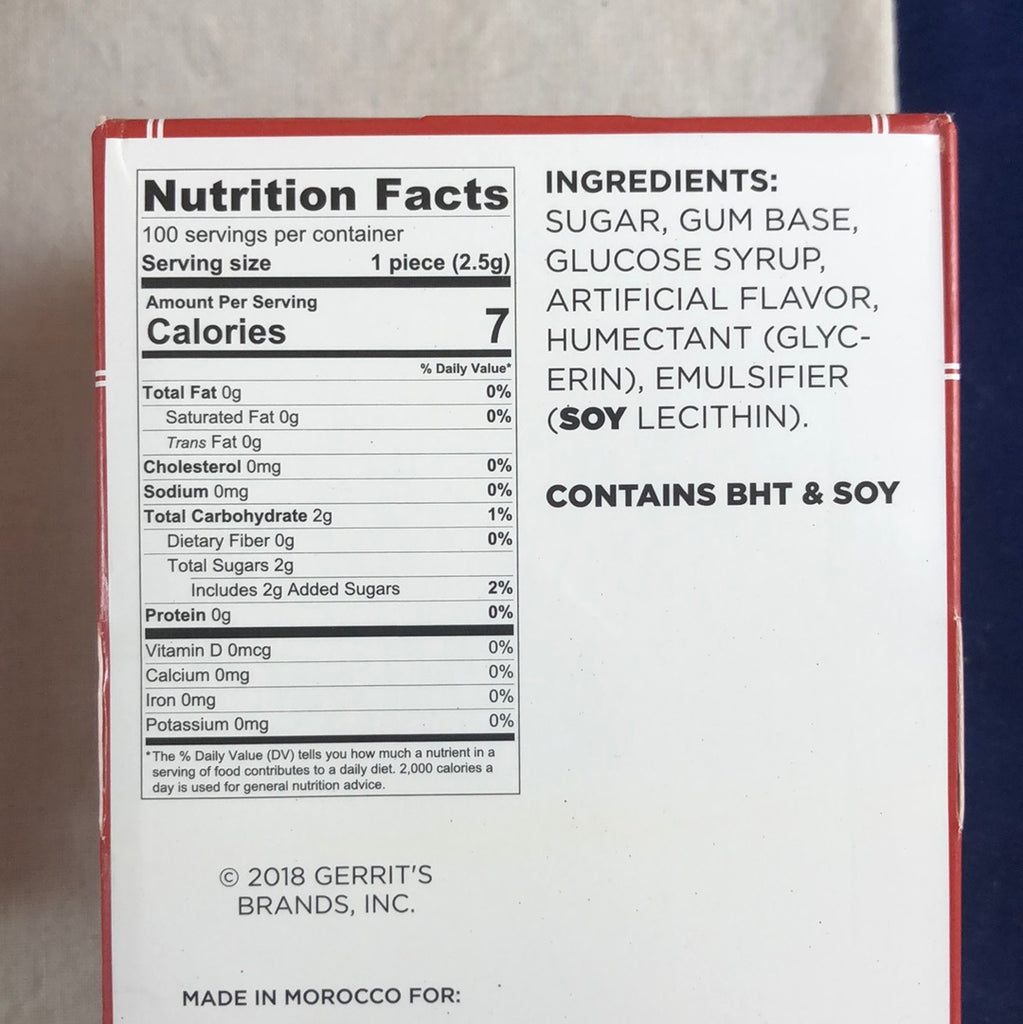 Nutrition Facts
100 servings per container
Serving size 1 piece (2.5g)
Amount Per Serving
Calories 7
% Daily Value*
Total Fat 0g 0%
Saturated Fat 0g 0%
Trans Fat 0g
Cholesterol 0mg 0%
Sodium 0mg 0%
Total Carbohydrate 2g 1%
Dietary Fiber 0g 0%
Total Sugars 2g
Includes 2g Added Sugars 2%
Protein 0g 0%
Vitamin D 0mcg 0%
Calcium 0mg 0%
Iron 0mg 0%
Potassium 0mg 0%
*The % Daily Value (DV) tells you how much a nutrient in a
serving of food contributes to a daily diet. 2,000 calories a
day is used for general nutrition advice.
INGREDIENTS:
SUGAR, GUM BASE,
GLUCOSE SYRUP,
ARTIFICIAL FLAVOR,
HUMECTANT (GLYC-
ERIN), EMULSIFIER
(SOY LECITHIN).
CONTAINS BHT & SOY
© 2018 GERRIT'S
BRANDS, INC.
MADE IN MOROCCO FOR: